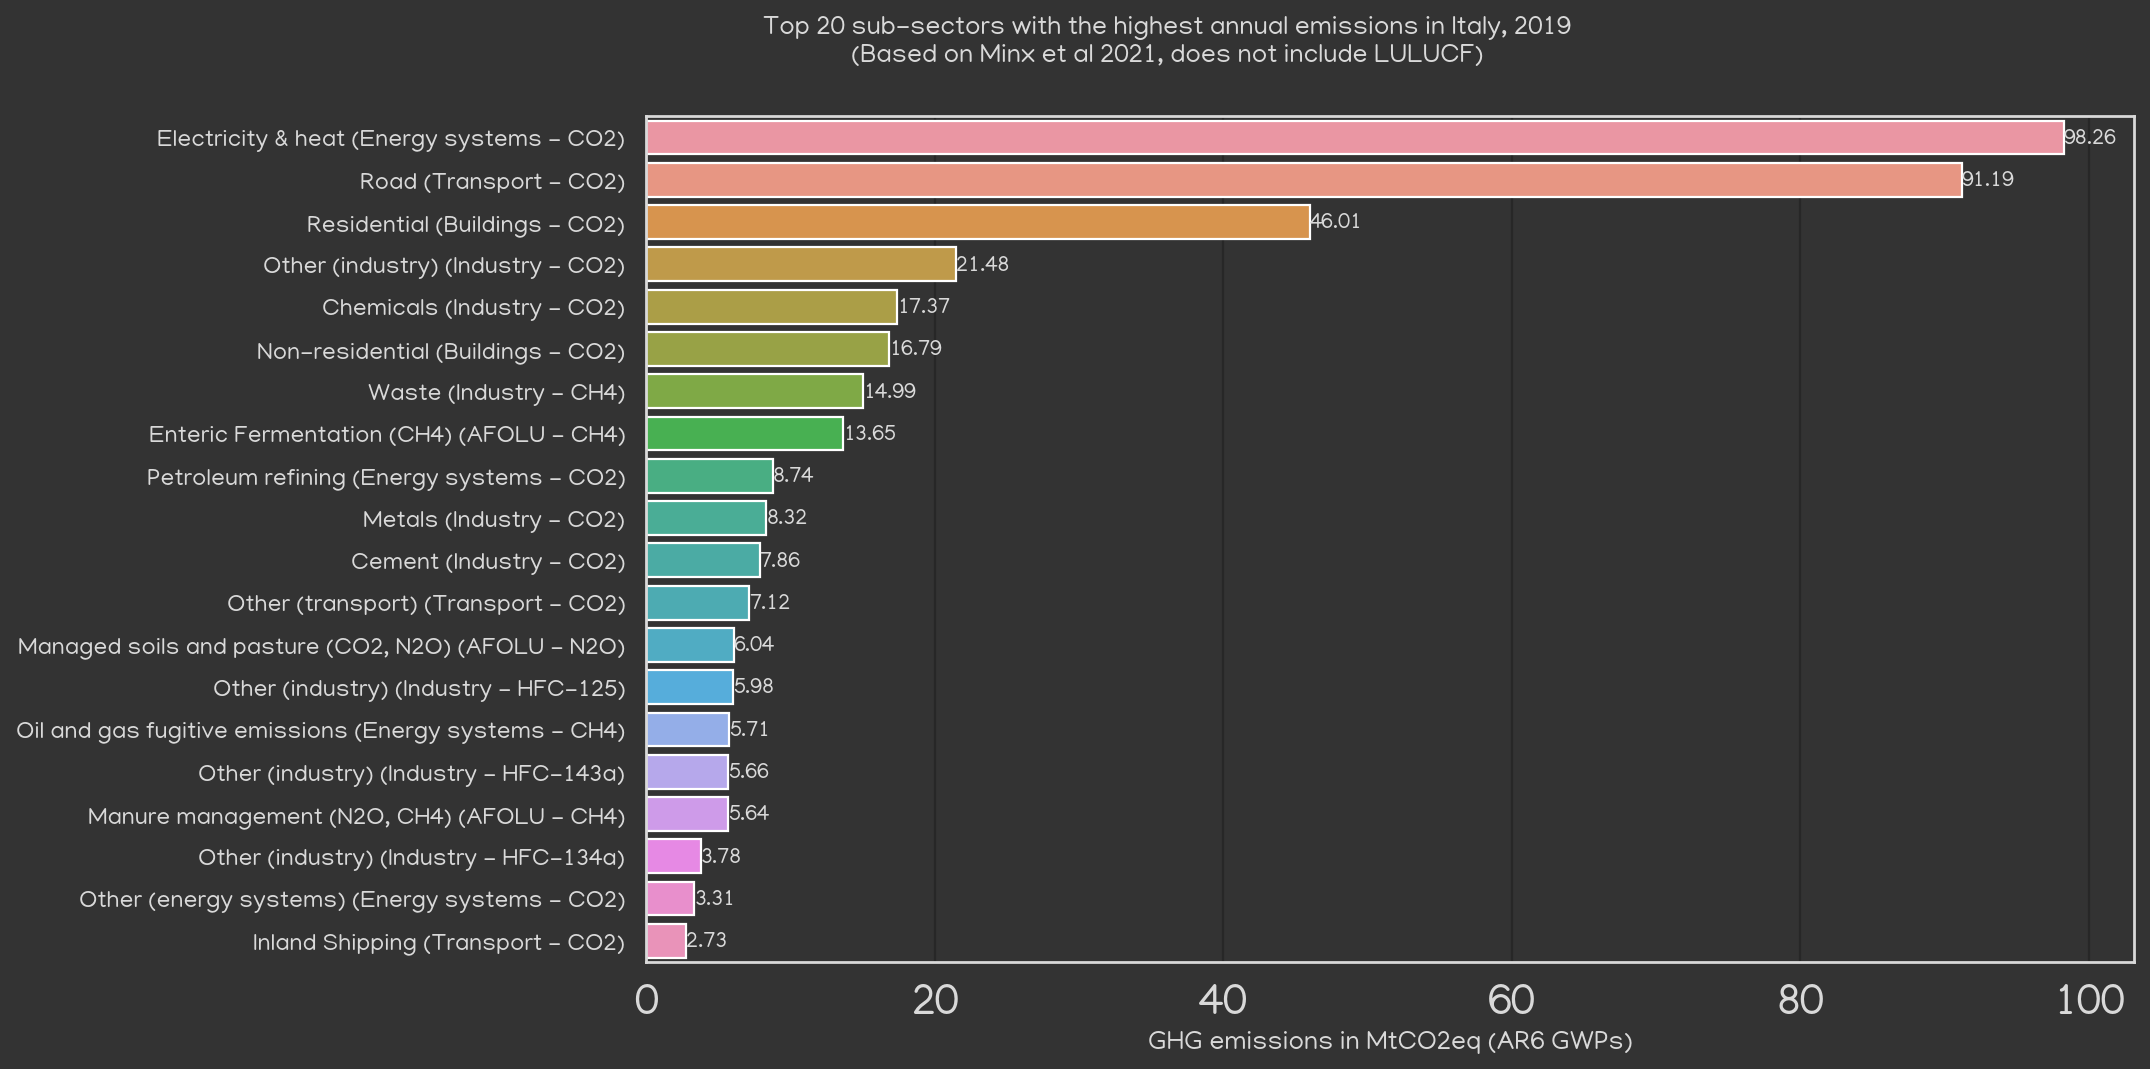 Top 20 sub-sectors with the highest annual emissions in Italy, 2019
(Based on Minx et al 2021, does not include LULUCF)
Electricity & heat (Energy systems - CO2) 98.26
Road (Transport - CO2) 91.19
Residential (Buildings - CO2) 46.01
Other (industry) (Industry - CO2) 21.48
Chemicals (Industry - CO2) 17.37
Non-residential (Buildings - CO2) 16.79
Waste (Industry - CH4) 14.99
Enteric Fermentation (CH4) (AFOLU - CH4) 13.65
Petroleum refining (Energy systems - CO2) 8.74
Metals (Industry - CO2) 8.32
Cement (Industry - CO2) 7.86
Other (transport) (Transport - CO2) 7.12
Managed soils and pasture (CO2, N2O) (AFOLU - N2O) 6.04
Other (industry) (Industry - HFC-125) 5.98
Oil and gas fugitive emissions (Energy systems - CH4) 5.71
Other (industry) (Industry - HFC-143a) 5.66
Manure management (N2O, CH4) (AFOLU - CH4) 5.64
Other (industry) (Industry - HFC-134a) 3.78
Other (energy systems) (Energy systems - CO2) 3.31
Inland Shipping (Transport - CO2) 2.73
0 20 40 60 80 100
GHG emissions in MtCO2eq (AR6 GWPs)